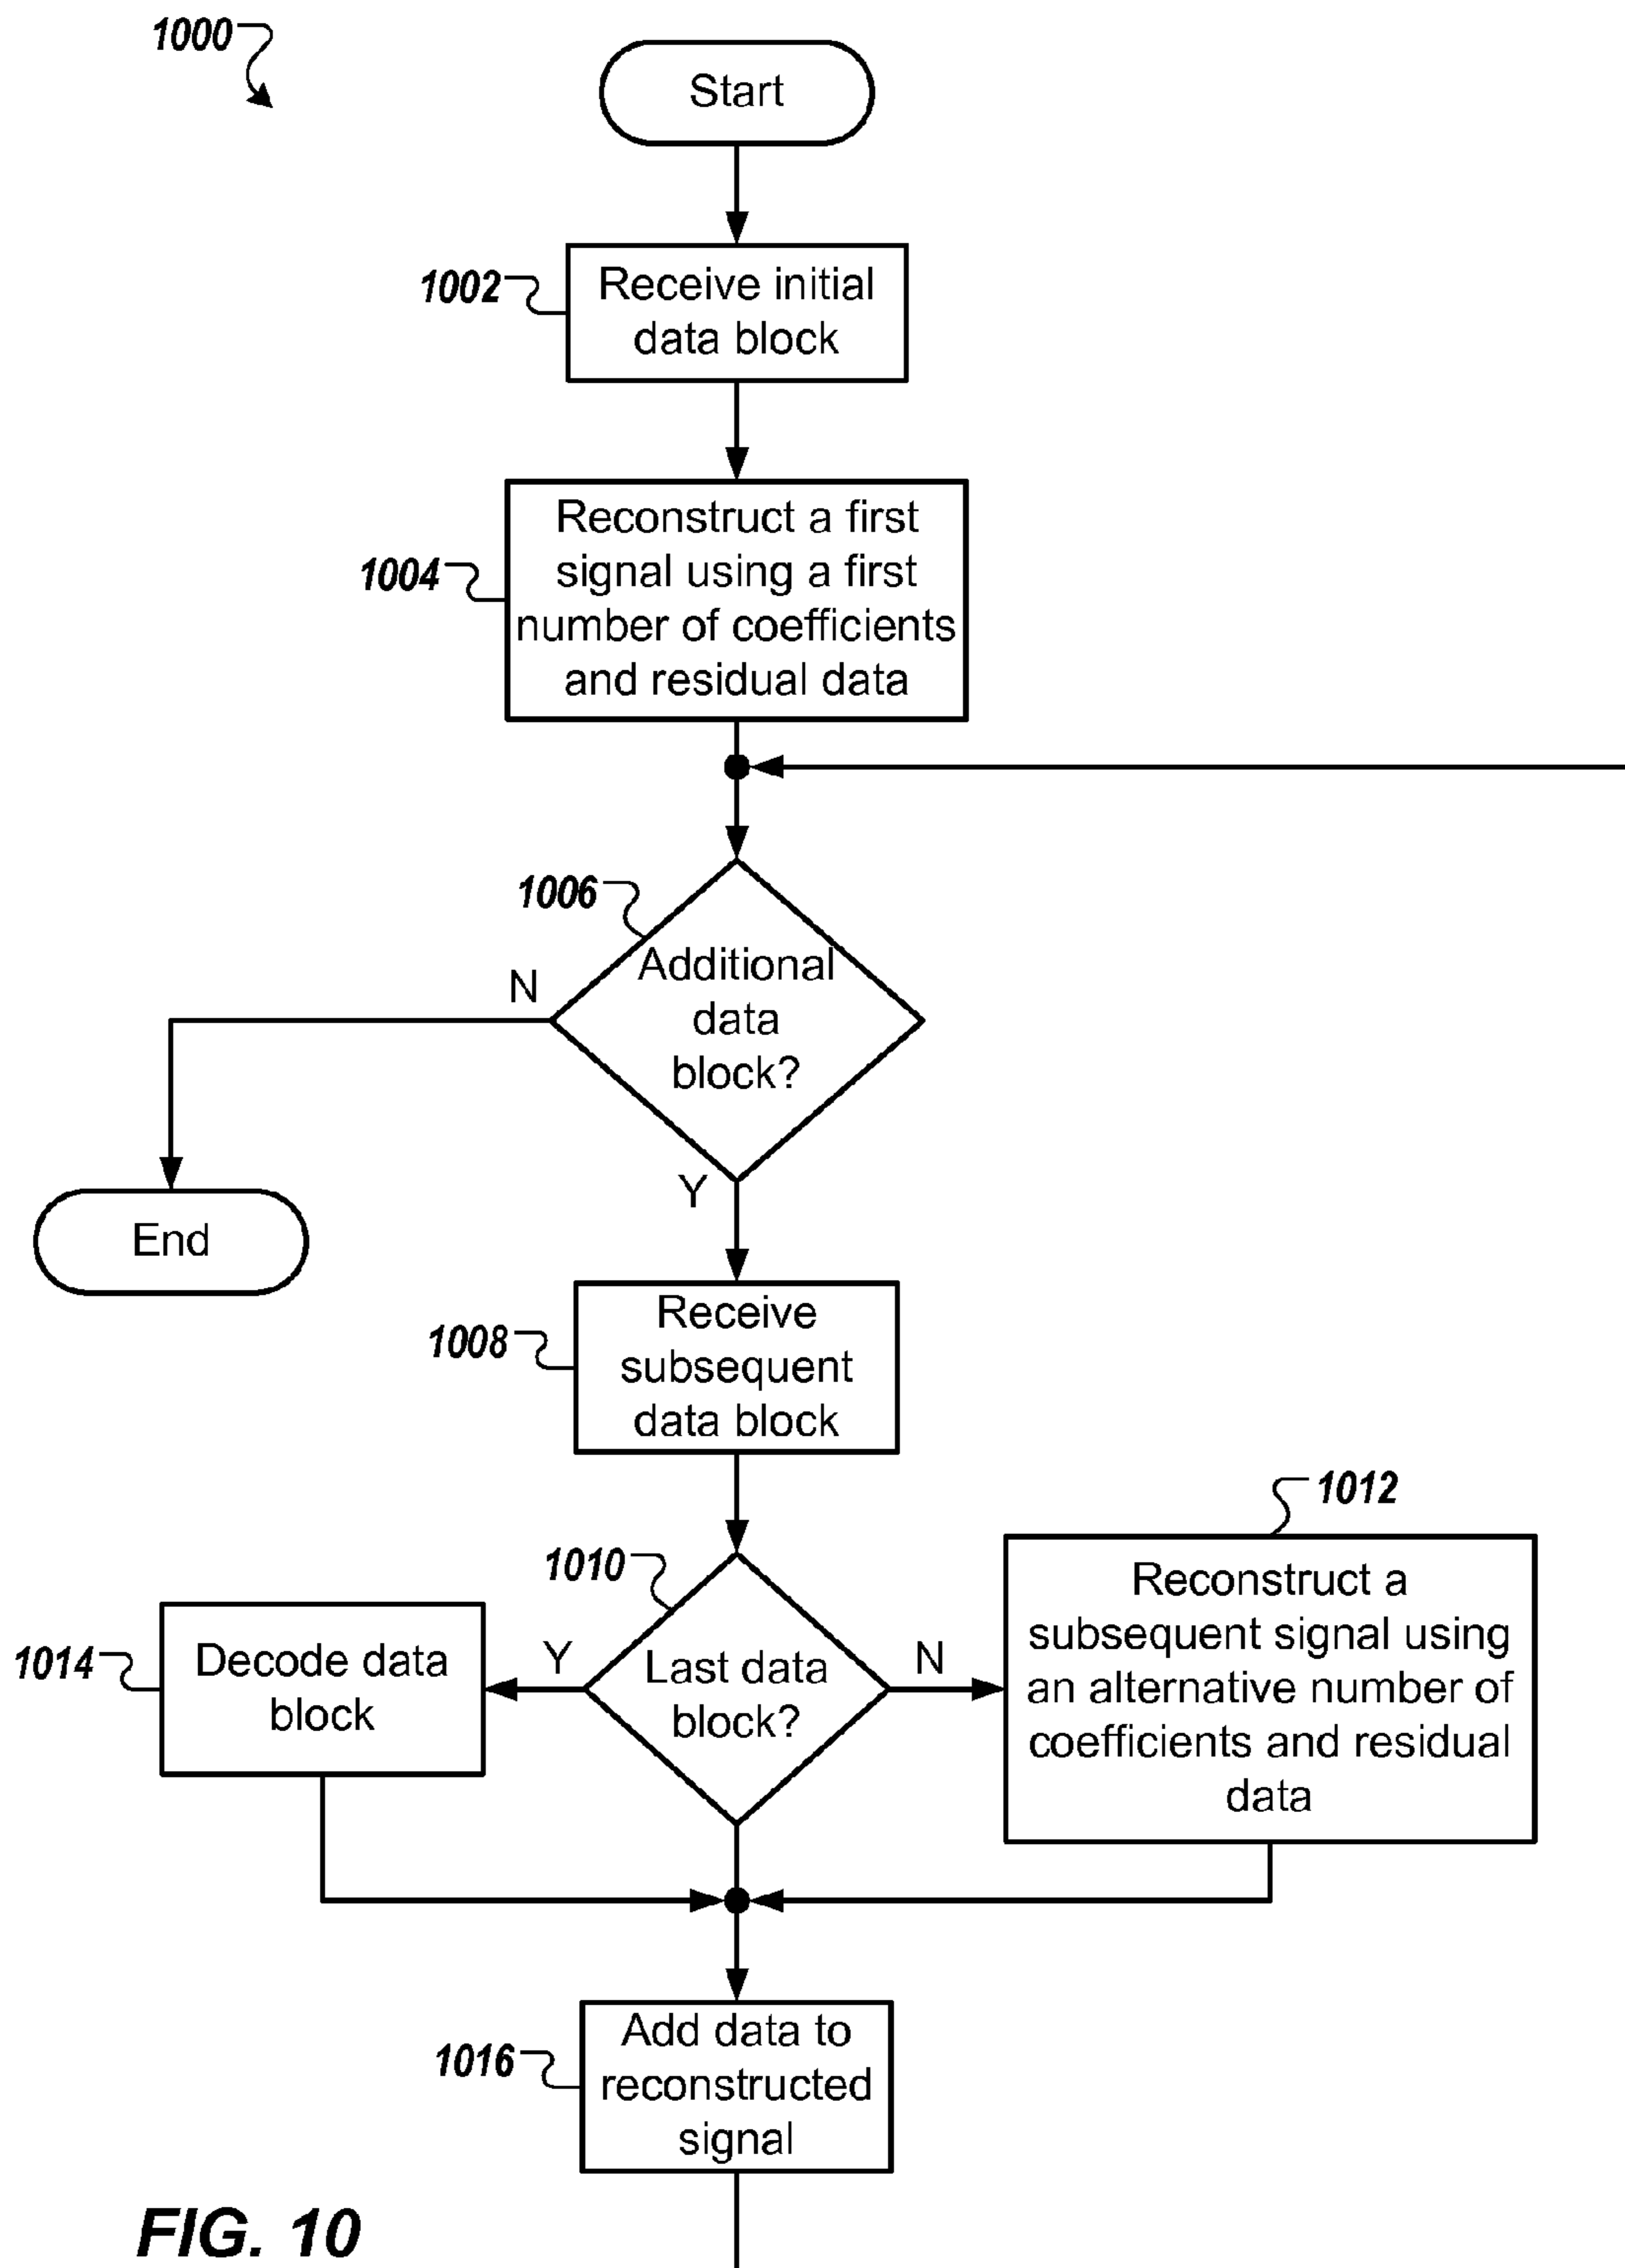 1000
Start
1002
Receive initial
data block
1004
Reconstruct a first
signal using a first
number of coefficients
and residual data
1006
Additional
data
block?
N
Y
End
1008
Receive
subsequent
data block
1010
Last data
block?
Y
N
1012
Reconstruct a
subsequent signal using
an alternative number of
coefficients and residual
data
1014
Decode data
block
1016
Add data to
reconstructed
signal
FIG. 10